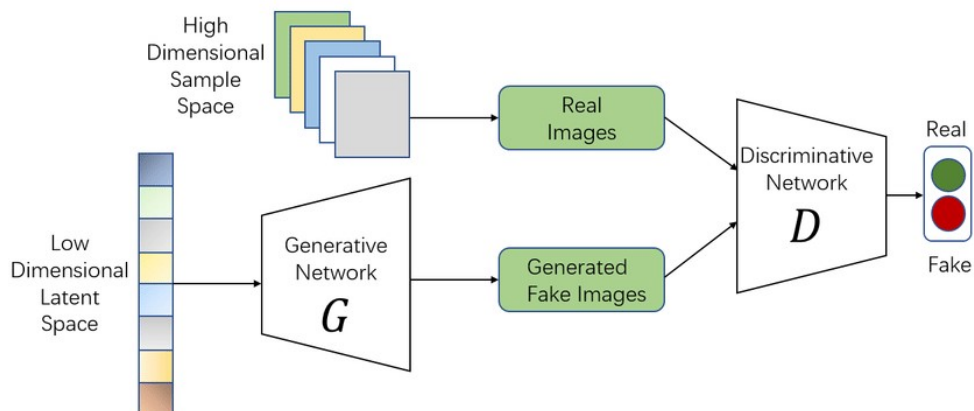 High
Dimensional
Sample
Space
Real
Images
Low
Dimensional
Latent
Space
Generative
Network
G
Generated
Fake Images
Discriminative
Network
D
Real
Fake